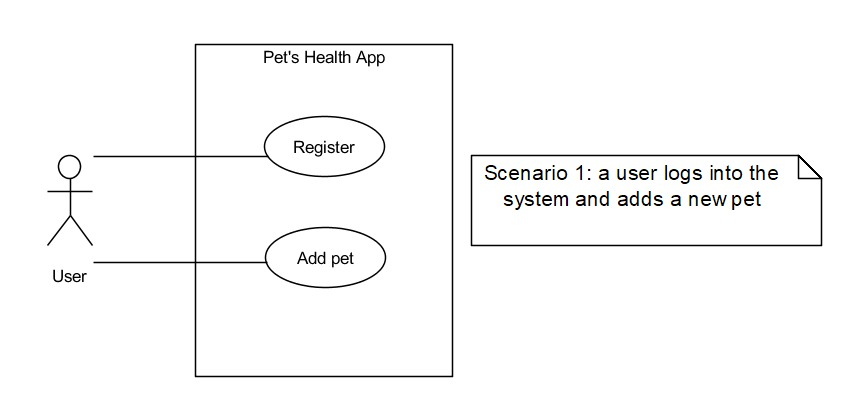 Pet's Health App
Register
Add pet
User
Scenario 1: a user logs into the
system and adds a new pet